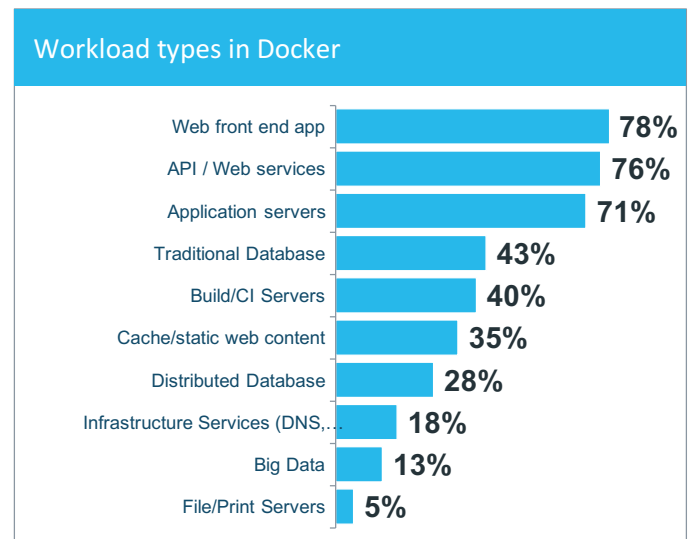 Workload types in Docker
Web front end app 78%
API / Web services 76%
Application servers 71%
Traditional Database 43%
Build/CI Servers 40%
Cache/static web content 35%
Distributed Database 28%
Infrastructure Services (DNS,... 18%
Big Data 13%
File/Print Servers 5%